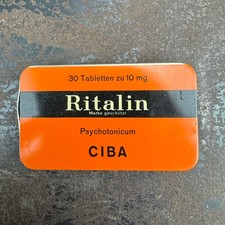 30 Tabletten zu 10 mg
Ritalin
Marke geschützt
Psychotonicum
CIBA